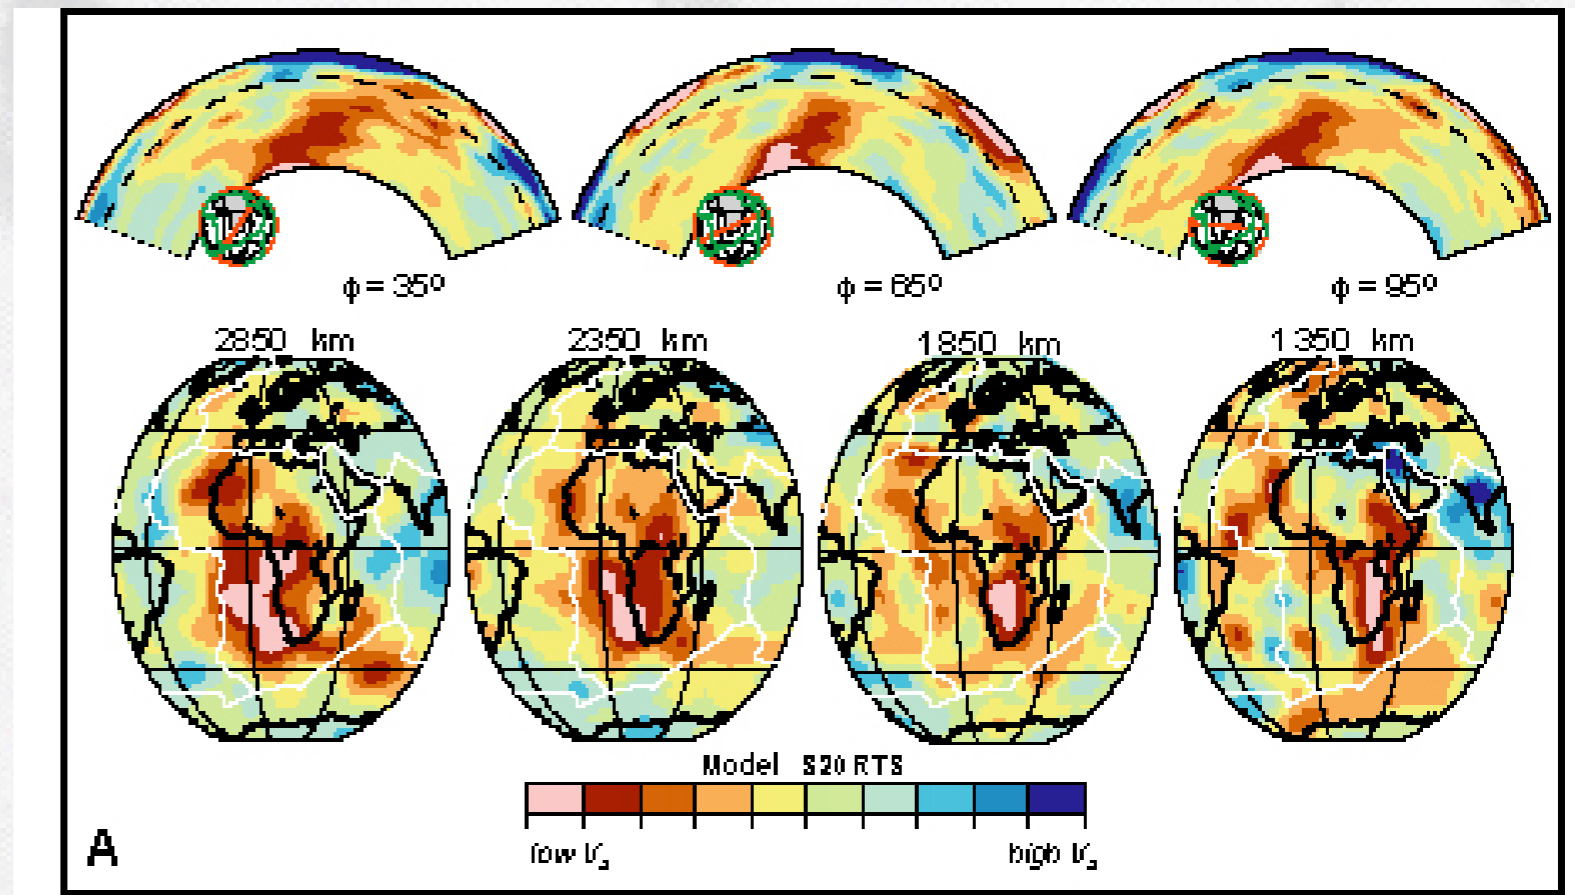 ϕ = 35º
ϕ = 65º
ϕ = 95º
2850 km
2350 km
1850 km
1350 km
Model S20RTS
low Vₛ
high Vₛ
A